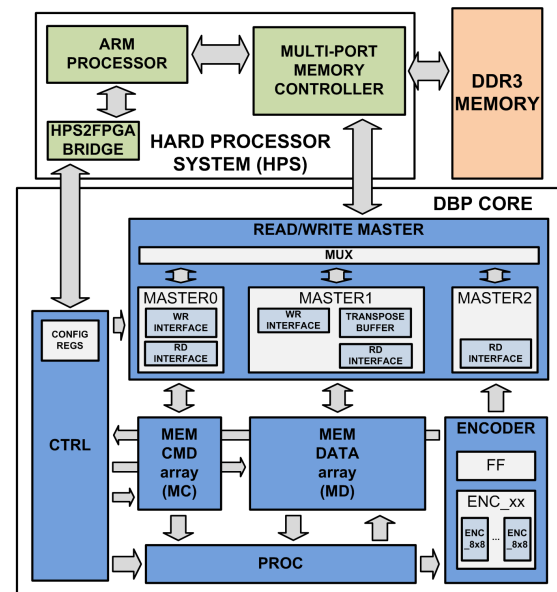 ARM
PROCESSOR
MULTI-PORT
MEMORY
CONTROLLER
DDR3
MEMORY
HPS2FPGA
BRIDGE
HARD PROCESSOR
SYSTEM (HPS)
DBP CORE
READ/WRITE MASTER
MUX
MASTER0
WR
INTERFACE
RD
INTERFACE
MASTER1
WR
INTERFACE
TRANSPOSE
BUFFER
RD
INTERFACE
MASTER2
RD
INTERFACE
CONFIG
REGS
CTRL
MEM
CMD
array
(MC)
MEM
DATA
array
(MD)
ENCODER
FF
ENC_xx
ENC
_8x8
...
ENC
_8x8
PROC